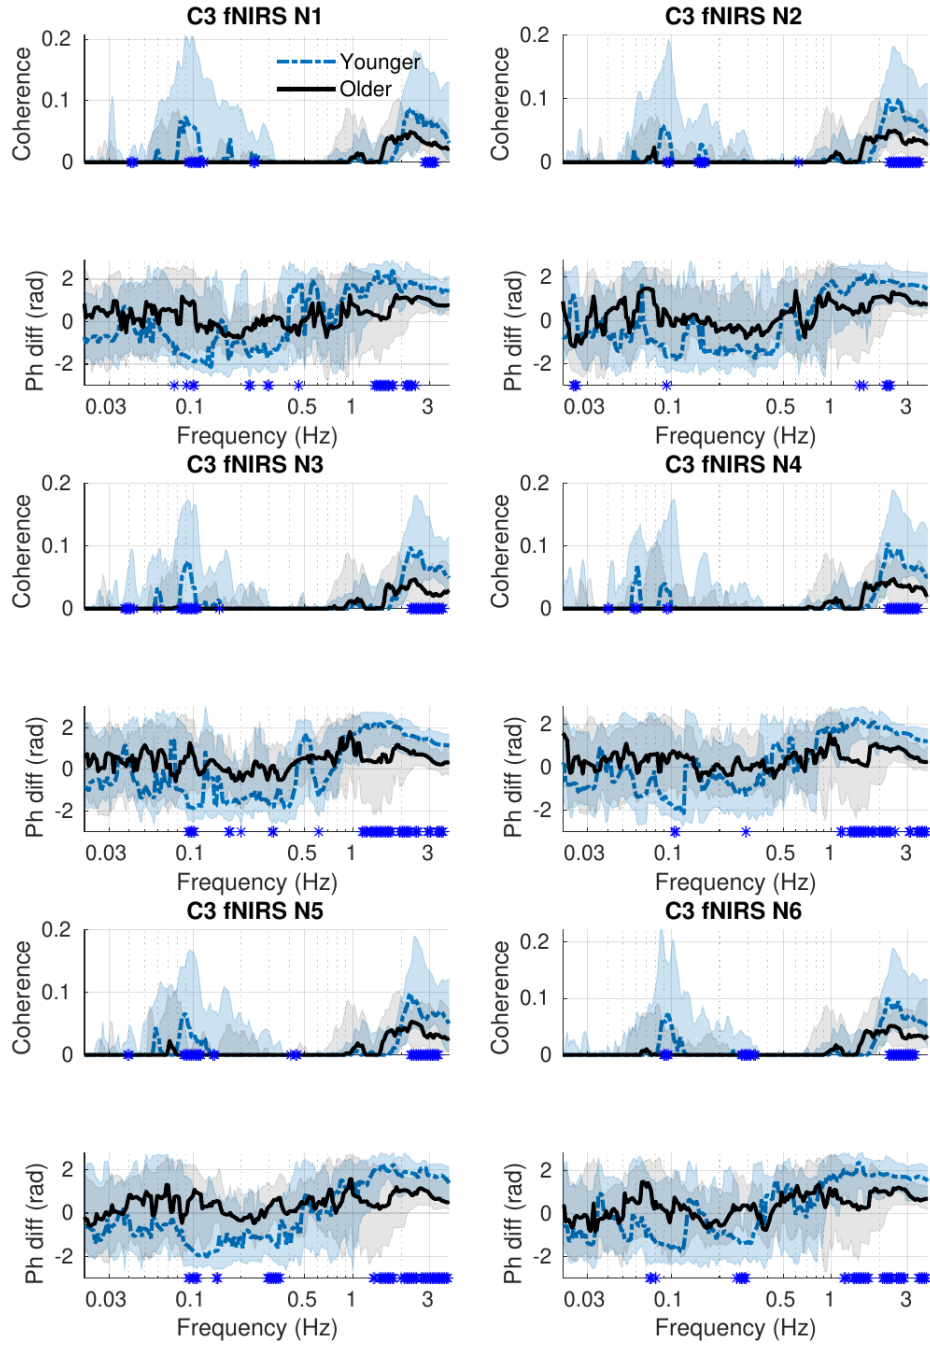 C3 fNIRS N1
C3 fNIRS N2
0.2
0.1
0
Coherence
Younger
Older
0.2
0.1
0
Coherence
2
0
-2
Ph diff (rad)
0.03 0.1 0.5 1 3
Frequency (Hz)
2
0
-2
Ph diff (rad)
0.03 0.1 0.5 1 3
Frequency (Hz)
C3 fNIRS N3
C3 fNIRS N4
0.2
0.1
0
Coherence
0.2
0.1
0
Coherence
2
0
-2
Ph diff (rad)
0.03 0.1 0.5 1 3
Frequency (Hz)
2
0
-2
Ph diff (rad)
0.03 0.1 0.5 1 3
Frequency (Hz)
C3 fNIRS N5
C3 fNIRS N6
0.2
0.1
0
Coherence
0.2
0.1
0
Coherence
2
0
-2
Ph diff (rad)
0.03 0.1 0.5 1 3
Frequency (Hz)
2
0
-2
Ph diff (rad)
0.03 0.1 0.5 1 3
Frequency (Hz)